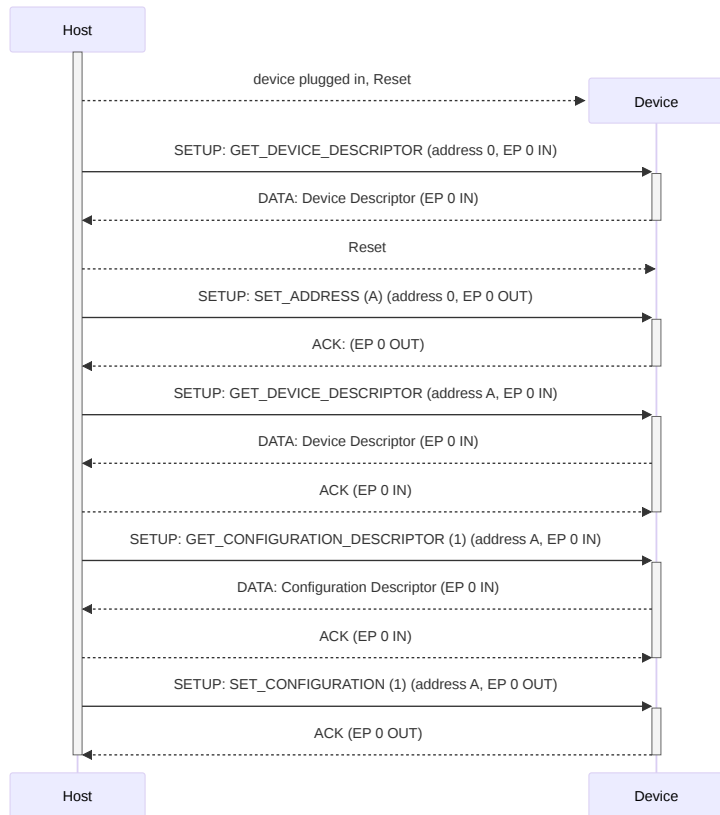 Host
device plugged in, Reset
Device
SETUP: GET_DEVICE_DESCRIPTOR (address 0, EP 0 IN)
DATA: Device Descriptor (EP 0 IN)
Reset
SETUP: SET_ADDRESS (A) (address 0, EP 0 OUT)
ACK: (EP 0 OUT)
SETUP: GET_DEVICE_DESCRIPTOR (address A, EP 0 IN)
DATA: Device Descriptor (EP 0 IN)
ACK (EP 0 IN)
SETUP: GET_CONFIGURATION_DESCRIPTOR (1) (address A, EP 0 IN)
DATA: Configuration Descriptor (EP 0 IN)
ACK (EP 0 IN)
SETUP: SET_CONFIGURATION (1) (address A, EP 0 OUT)
ACK (EP 0 OUT)
Host
Device